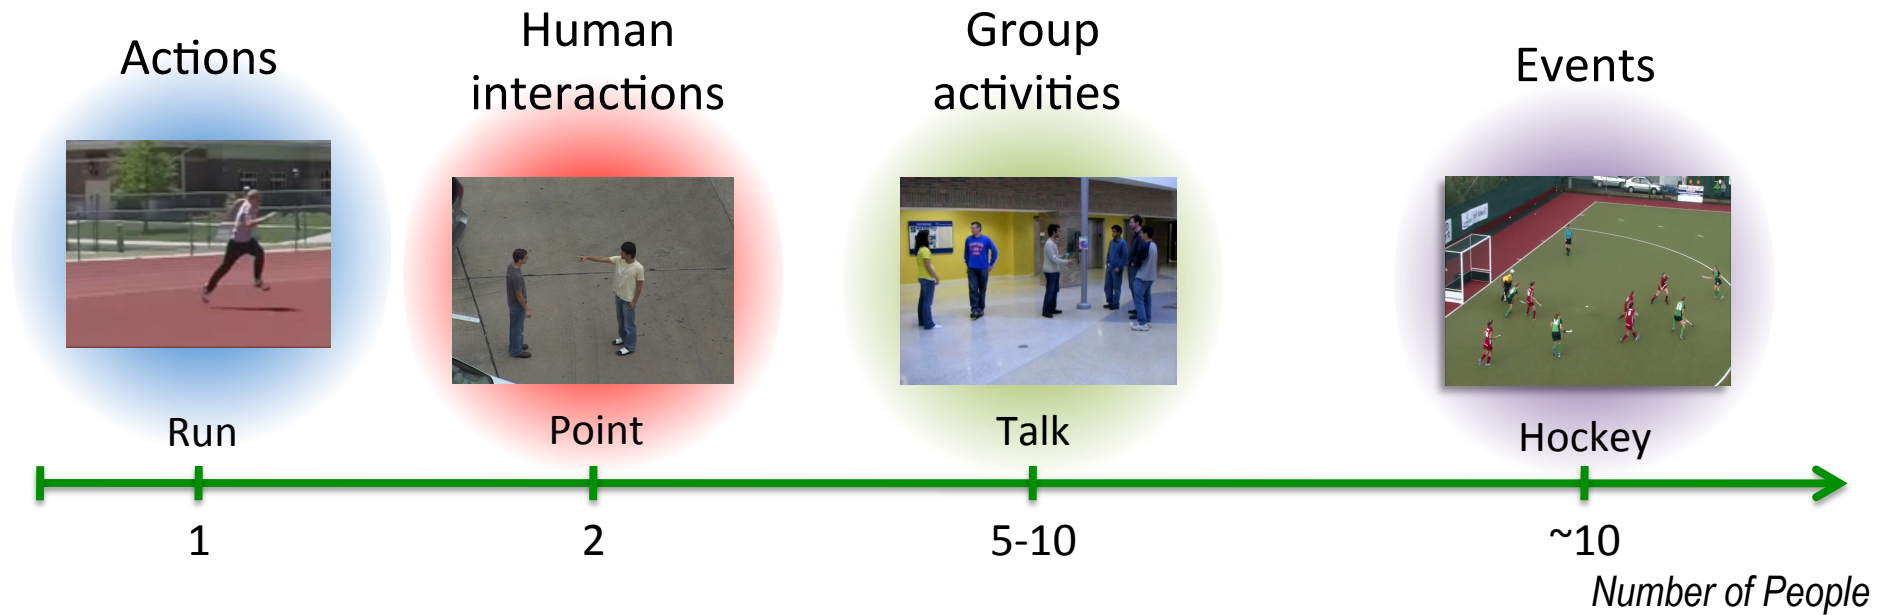 Actions
Human
interactions
Group
activities
Events
Run
Point
Talk
Hockey
1
2
5-10
~10
Number of People